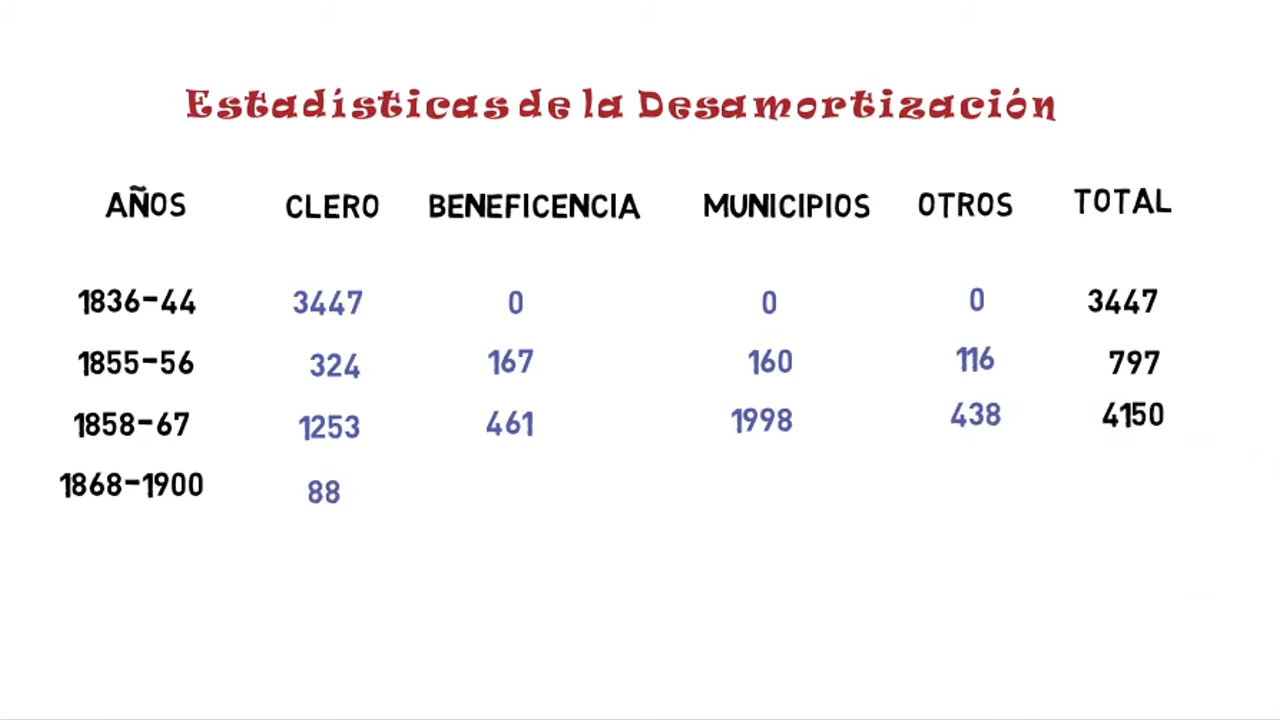 Estadísticas de la Desamortización
AÑOS CLERO BENEFICENCIA MUNICIPIOS OTROS TOTAL
1836-44 3447 0 0 0 3447
1855-56 324 167 160 116 797
1858-67 1253 461 1998 438 4150
1868-1900 88